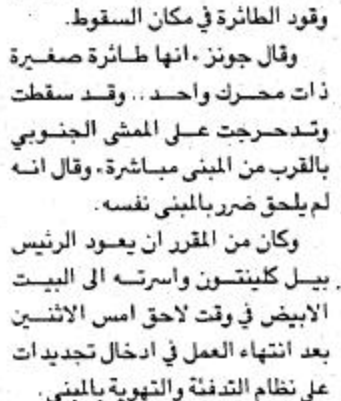 وقود الطائرة في مكان السقوط.
وقال جونز «انها طائرة صغيرة
ذات محرك واحد .. وقد سقطت
وتدحرجت على الممشى الجنوبي
بالقرب من المبنى مباشرة» وقال انه
لم يلحق ضرر بالمبنى نفسه.
وكان من المقرر ان يعود الرئيس
بيل كلينتون واسرته الى البيت
الابيض في وقت لاحق امس الاثنين
بعد انتهاء العمل في ادخال تجديدات
على نظام التدفئة والتهوية بالمبنى.